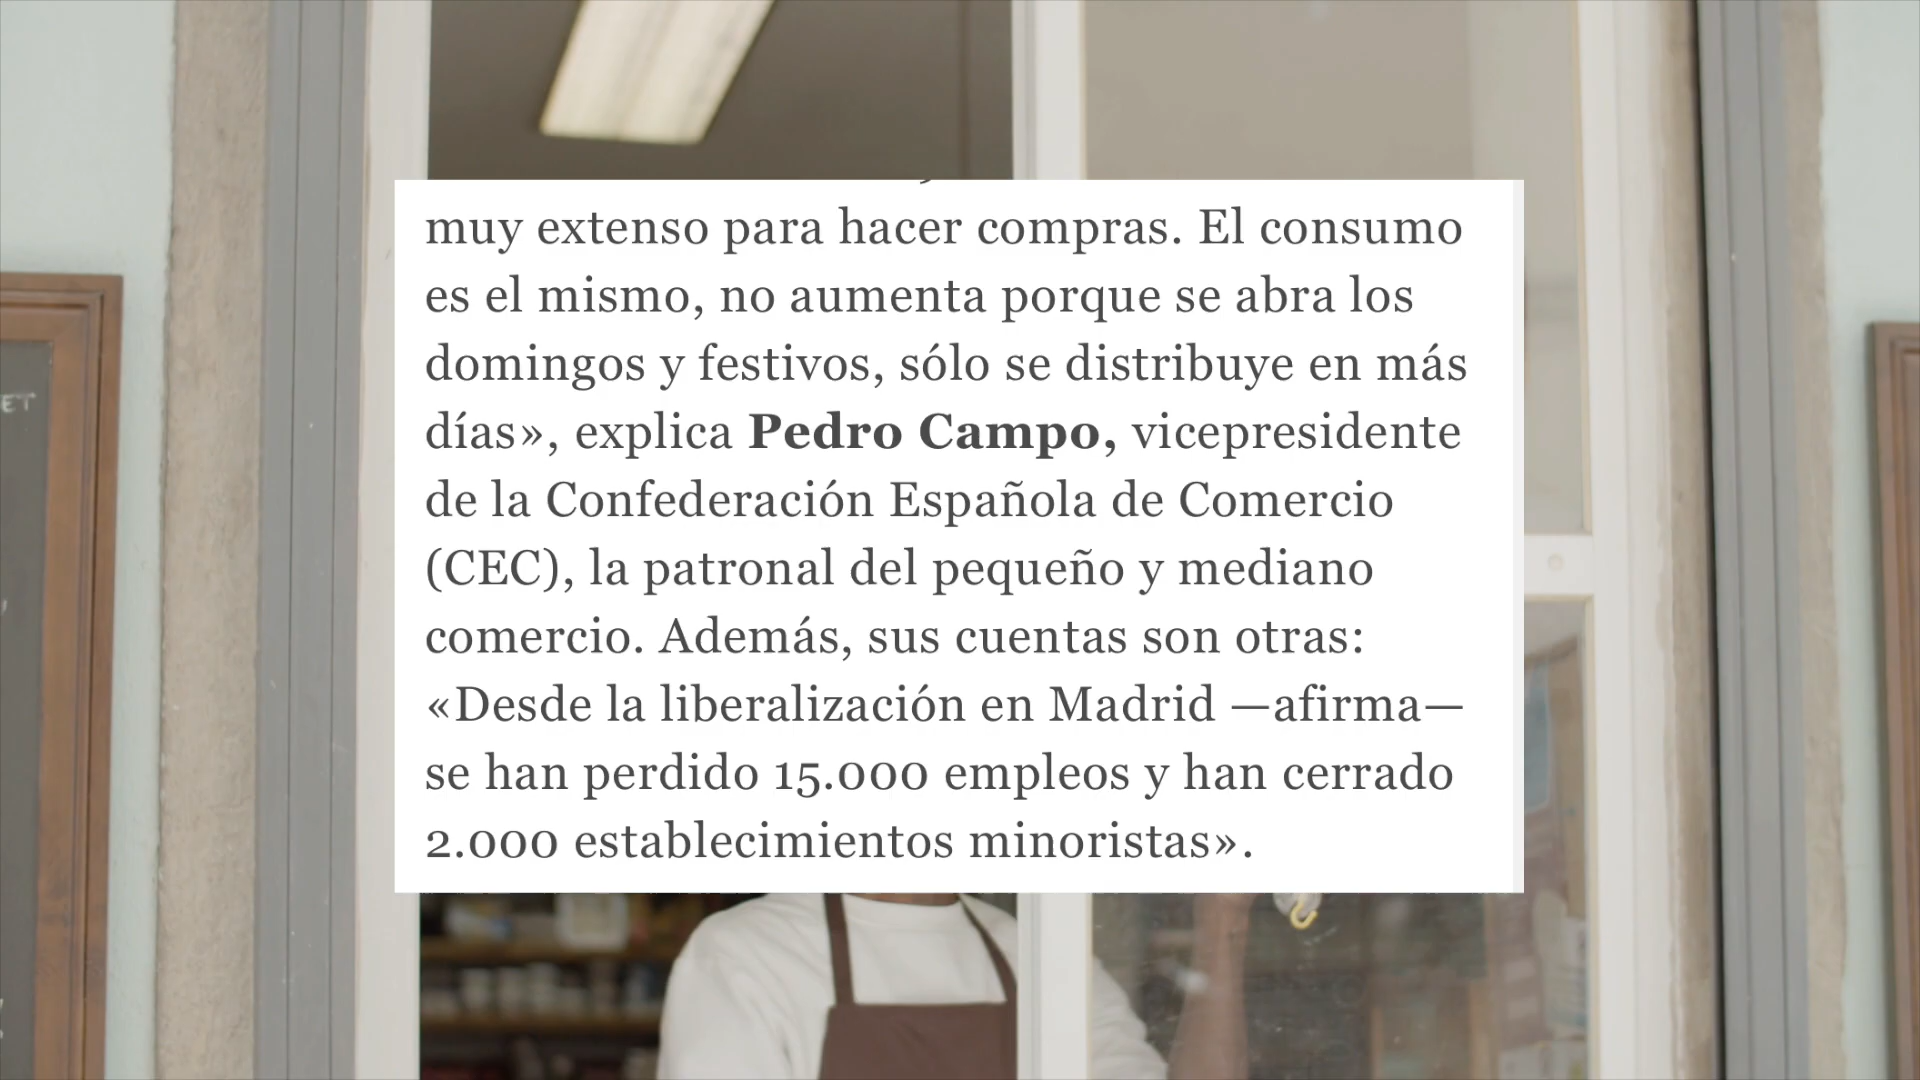 muy extenso para hacer compras. El consumo
es el mismo, no aumenta porque se abra los
domingos y festivos, sólo se distribuye en más
días», explica Pedro Campo, vicepresidente
de la Confederación Española de Comercio
(CEC), la patronal del pequeño y mediano
comercio. Además, sus cuentas son otras:
«Desde la liberalización en Madrid —afirma—
se han perdido 15.000 empleos y han cerrado
2.000 establecimientos minoristas».